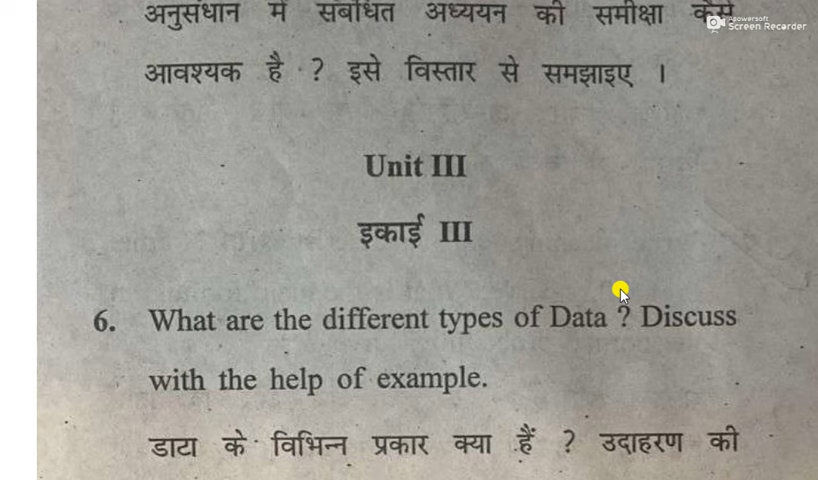 अनुसंधान में संबंधित अध्ययन की समीक्षा कैसे
Apowersoft
Screen Recorder
आवश्यक है ? इसे विस्तार से समझाइए ।
Unit III
इकाई III
6. What are the different types of Data ? Discuss
with the help of example.
डाटा के विभिन्न प्रकार क्या हैं ? उदाहरण की